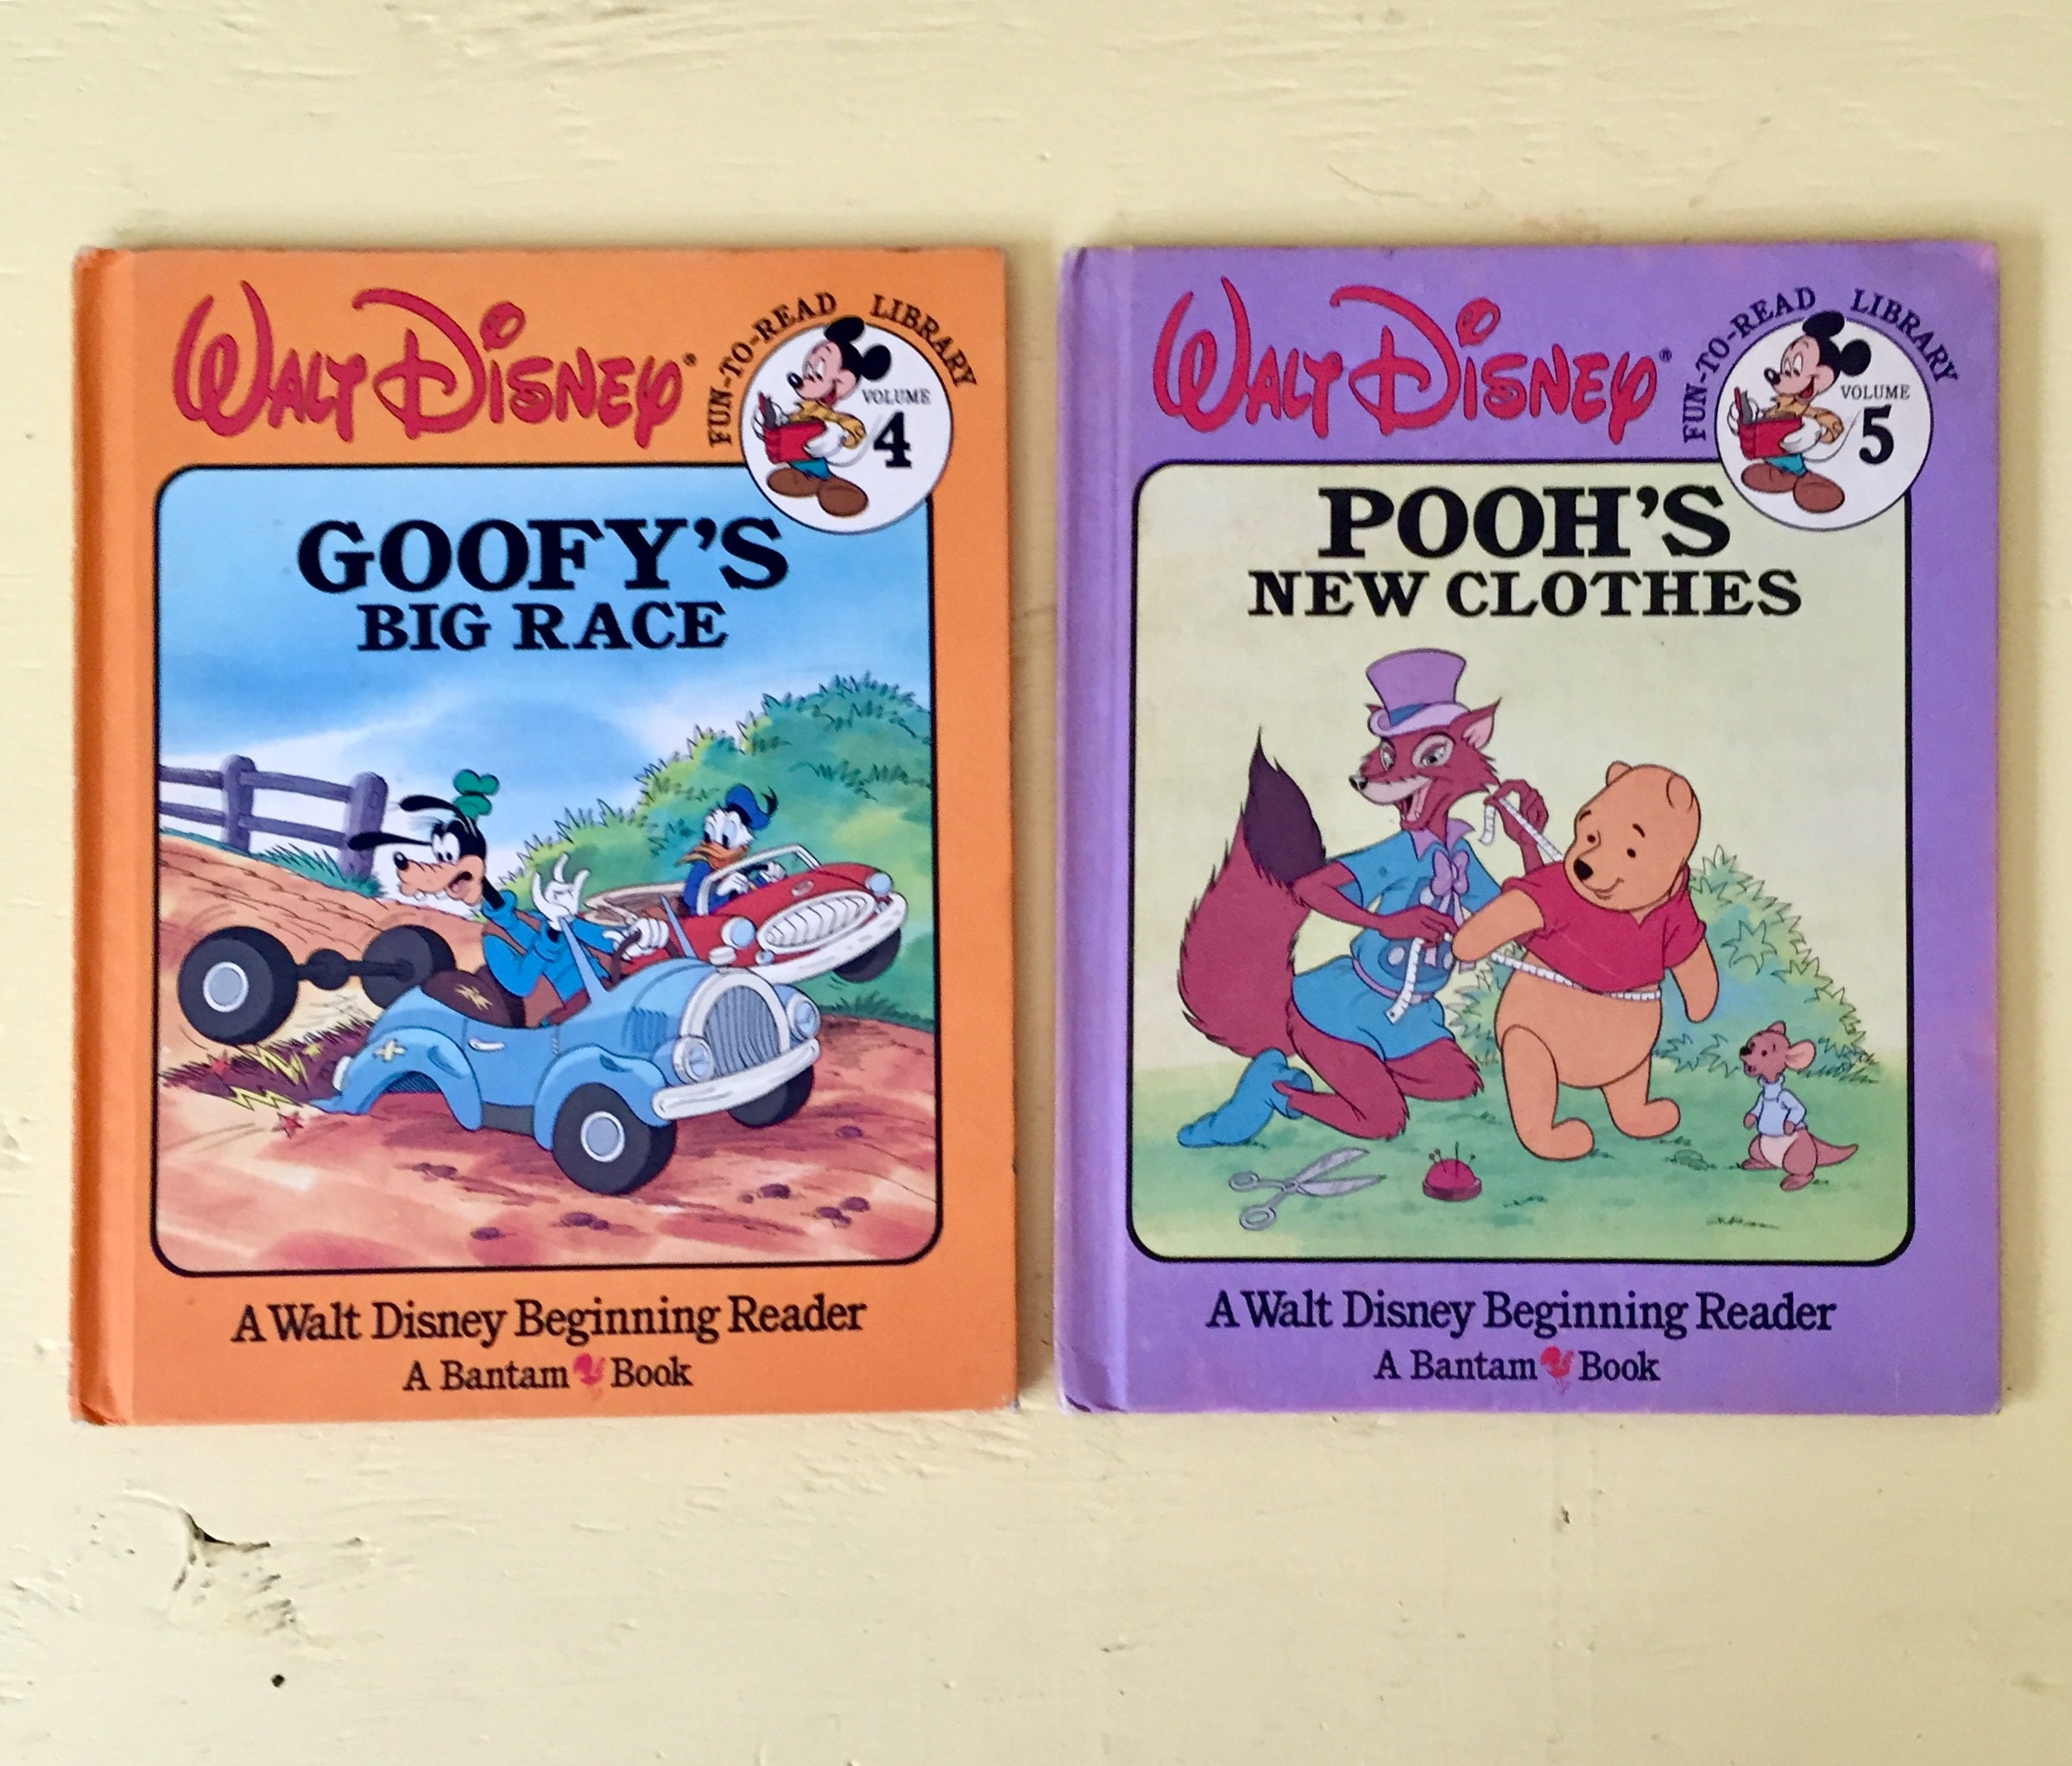 WALT DISNEY®
FUN-TO-READ LIBRARY
VOLUME
4
GOOFY'S
BIG RACE
A Walt Disney Beginning Reader
A Bantam Book
WALT DISNEY®
FUN-TO-READ LIBRARY
VOLUME
5
POOH'S
NEW CLOTHES
A Walt Disney Beginning Reader
A Bantam Book